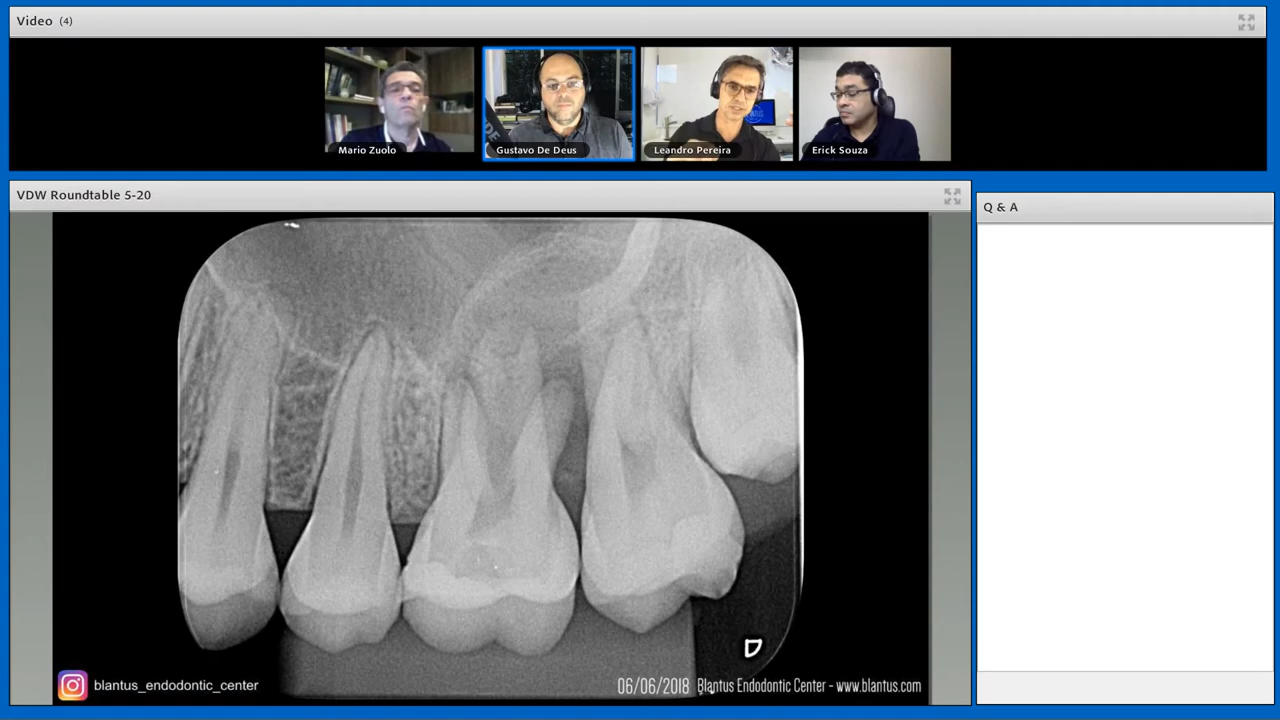 Video (4)
Mario Zuolo
Gustavo De Deus
Leandro Pereira
Erick Souza
VDW Roundtable 5-20
Q & A
D
blantus_endodontic_center
06/06/2018 Blantus Endodontic Center - www.blantus.com